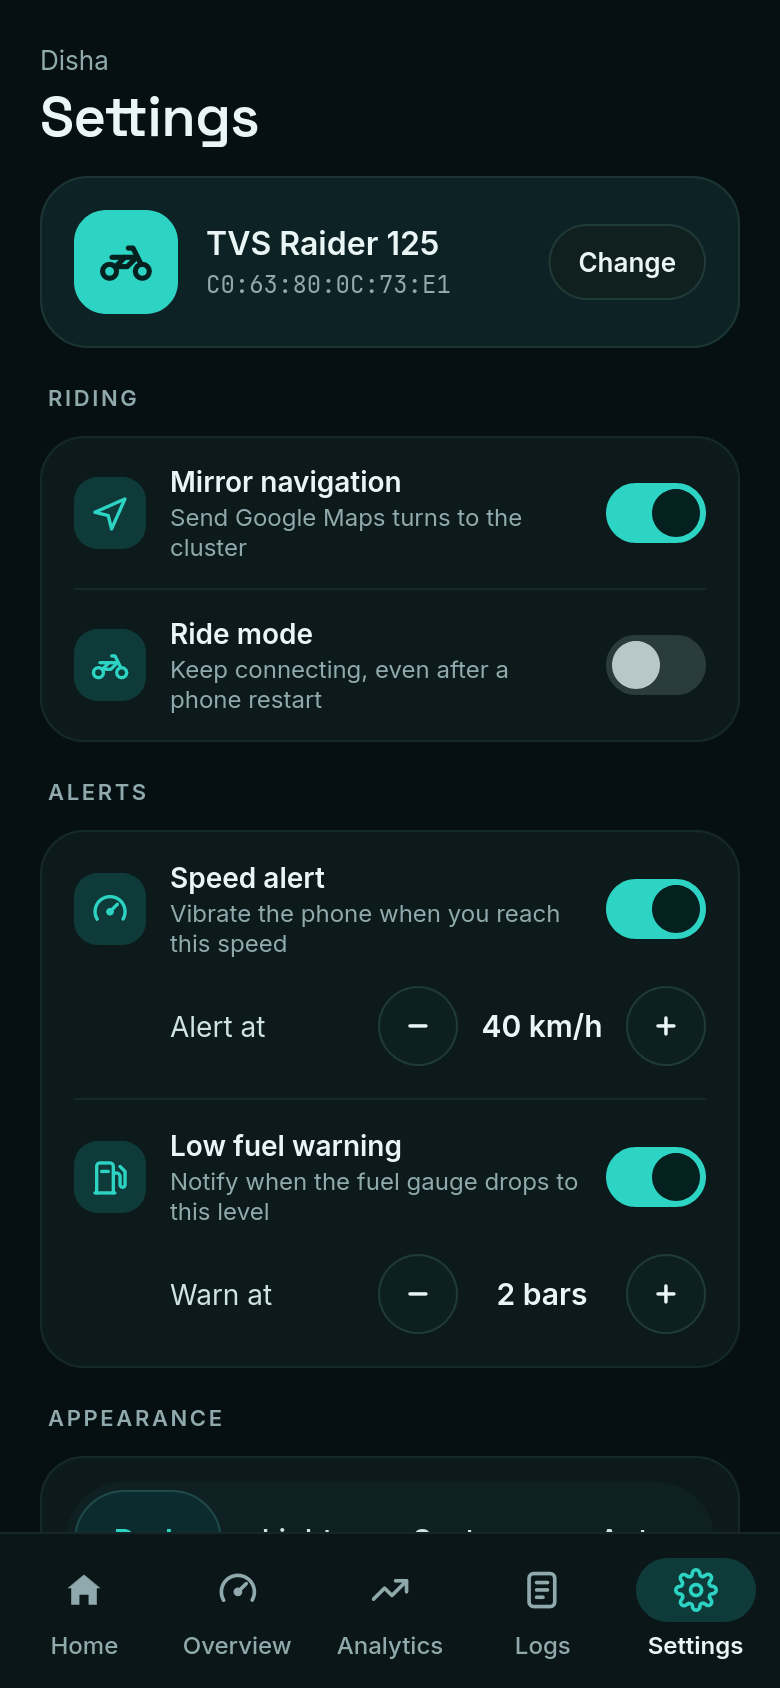 Disha
Settings
TVS Raider 125
C0:63:80:0C:73:E1
Change
RIDING
Mirror navigation
Send Google Maps turns to the
cluster
Ride mode
Keep connecting, even after a
phone restart
ALERTS
Speed alert
Vibrate the phone when you reach
this speed
Alert at
40 km/h
Low fuel warning
Notify when the fuel gauge drops to
this level
Warn at
2 bars
APPEARANCE
Home
Overview
Analytics
Logs
Settings